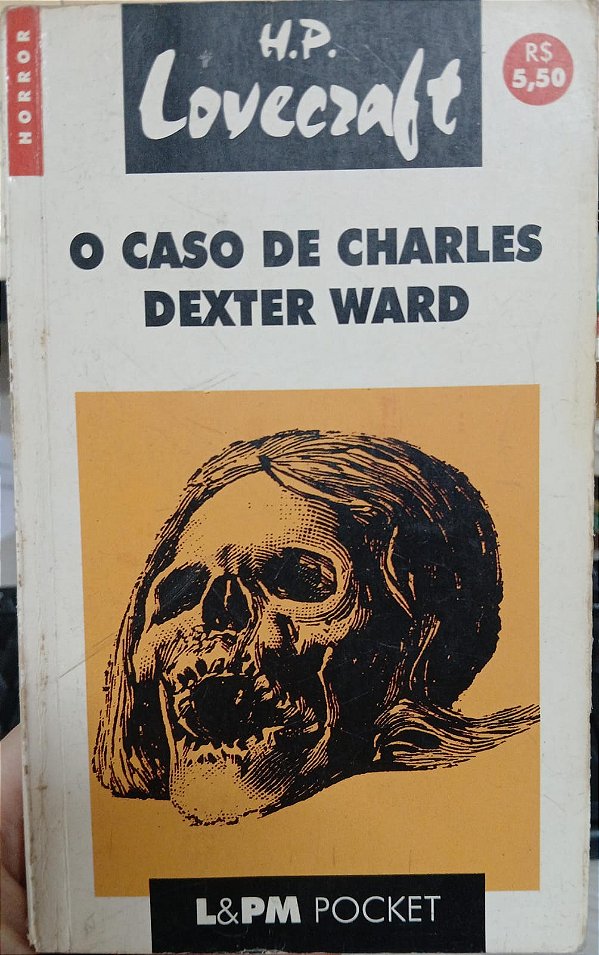 HORROR
H.P.
Lovecraft
R$
5,50
O CASO DE CHARLES
DEXTER WARD
L&PM POCKET